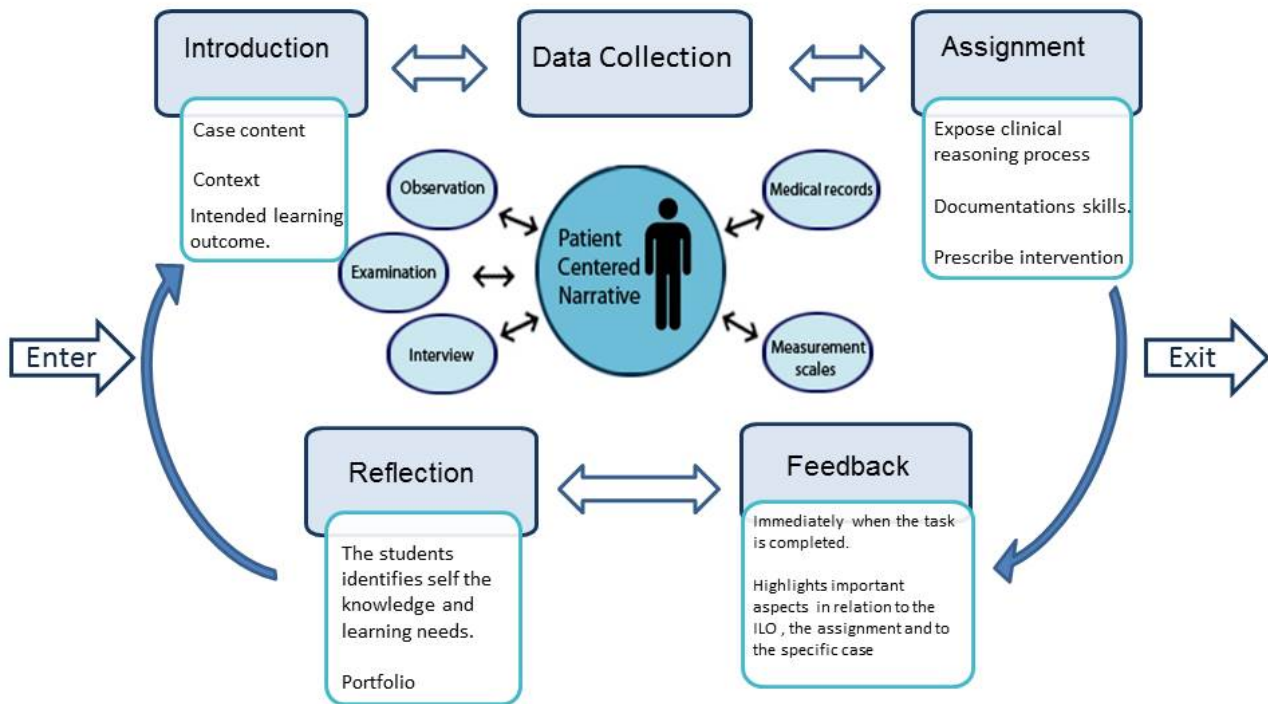 Introduction
Case content
Context
Intended learning
outcome.
Data Collection
Assignment
Expose clinical
reasoning process
Documentations skills.
Prescribe intervention
Observation
Examination
Interview
Patient
Centered
Narrative
Medical records
Measurement
scales
Enter
Exit
Reflection
The students
identifies self the
knowledge and
learning needs.
Portfolio
Feedback
Immediately when the task
is completed.
Highlights important
aspects in relation to the
ILO , the assignment and to
the specific case